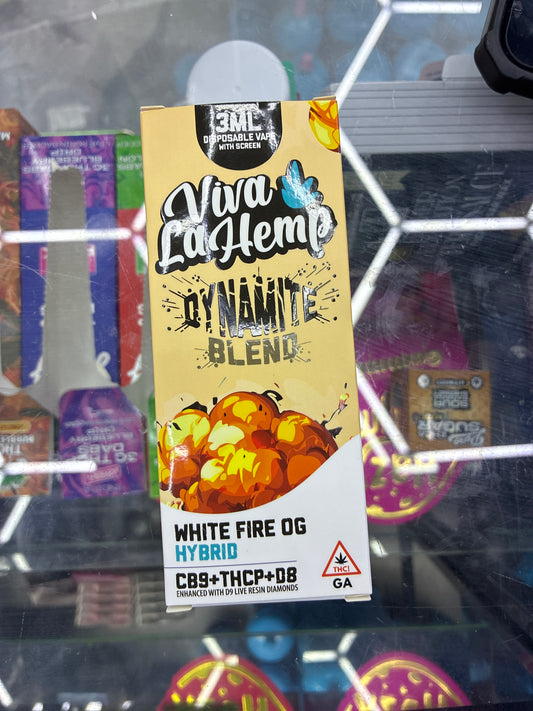 3ML
DISPOSABLE VAPE
WITH SCREEN
Viva
La Hemp
DYNAMITE
BLEND
WHITE FIRE OG
HYBRID
CB9+THCP+D8
ENHANCED WITH D9 LIVE RESIN DIAMONDS
THC!
GA